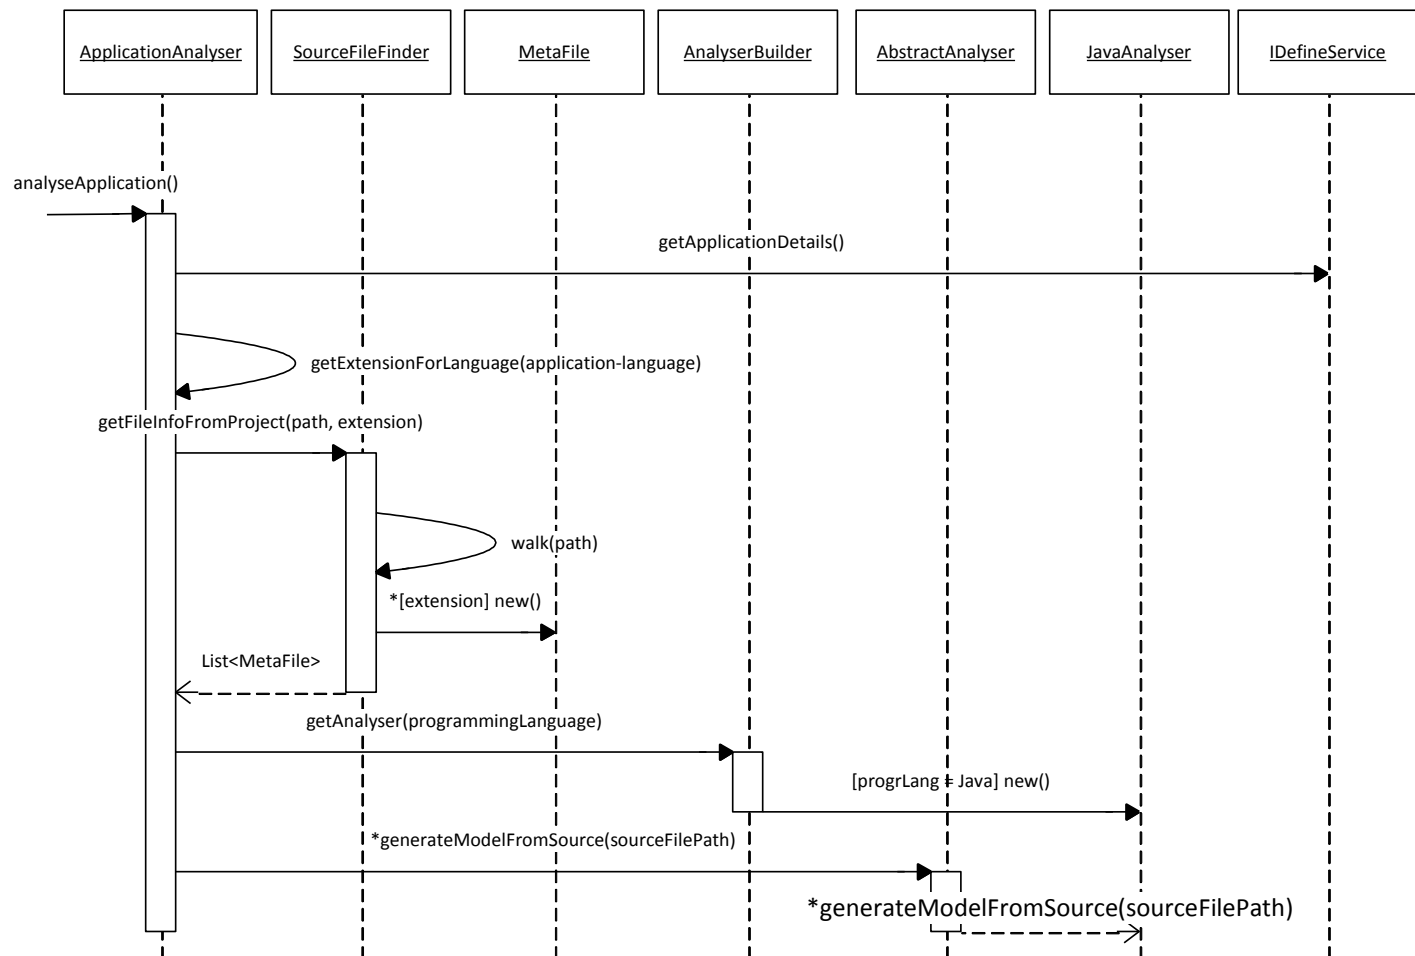 ApplicationAnalyser
SourceFileFinder
MetaFile
AnalyserBuilder
AbstractAnalyser
JavaAnalyser
IDefineService
analyseApplication()
getApplicationDetails()
getExtensionForLanguage(application-language)
getFileInfoFromProject(path, extension)
walk(path)
*[extension] new()
List<MetaFile>
getAnalyser(programmingLanguage)
[progrLang = Java] new()
*generateModelFromSource(sourceFilePath)
*generateModelFromSource(sourceFilePath)